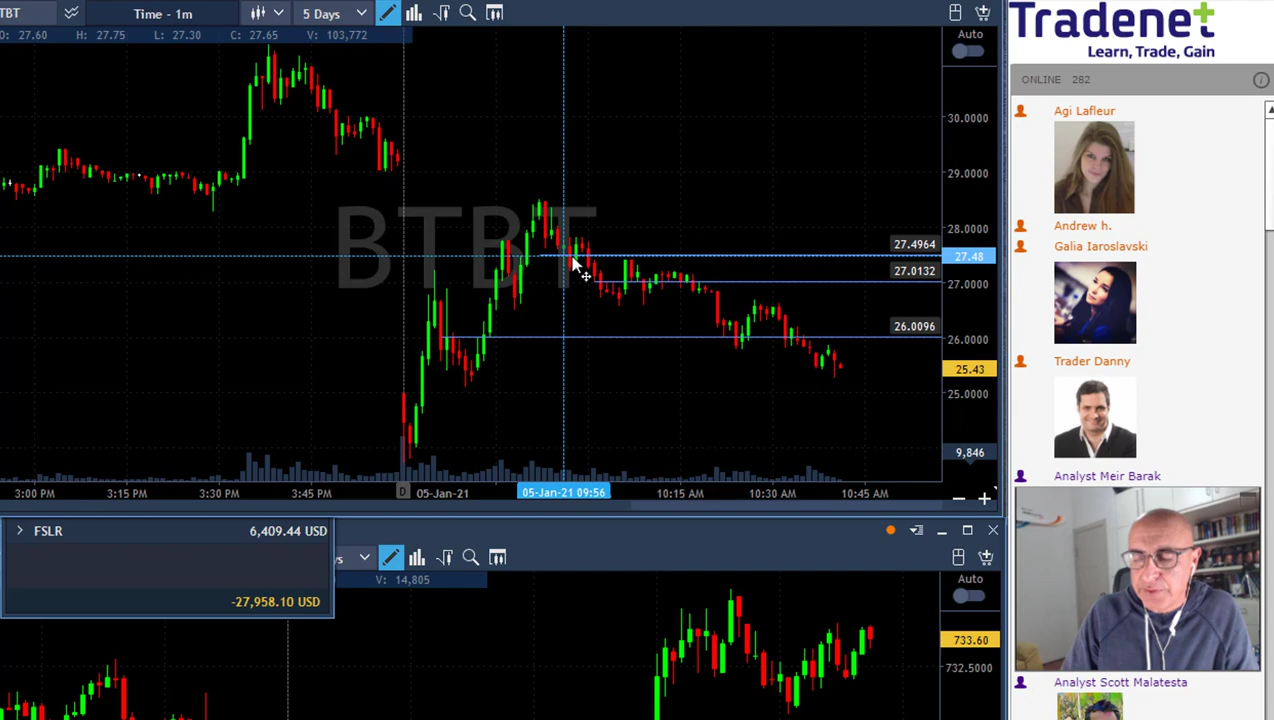 TBT
Time - 1m
5 Days
O: 27.60 H: 27.75 L: 27.30 C: 27.65 V: 103,772
Auto
BTBT
30.0000
29.0000
28.0000
27.4964
27.48
27.0132
27.0000
26.0096
26.0000
25.43
25.0000
9,846
3:00 PM
3:15 PM
3:30 PM
3:45 PM
D
05-Jan-21
05-Jan-21 09:56
10:15 AM
10:30 AM
10:45 AM
FSLR 6,409.44 USD
-27,958.10 USD
V: 14,805
Auto
733.60
732.5000
Tradenet
Learn, Trade, Gain
ONLINE 282
Agi Lafleur
Andrew h.
Galia Iaroslavski
Trader Danny
Analyst Meir Barak
Analyst Scott Malatesta